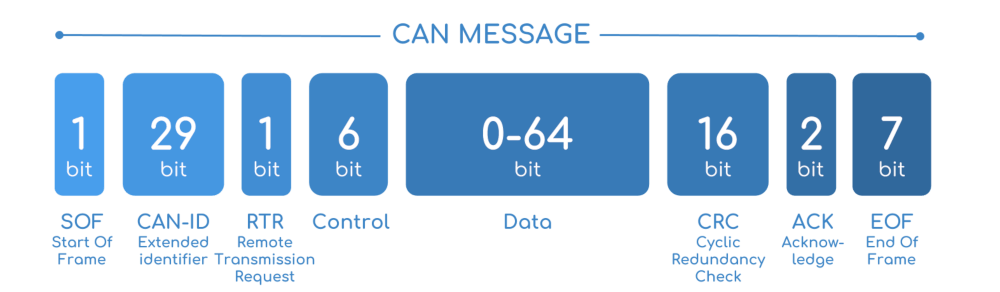 CAN MESSAGE
1
bit
29
bit
1
bit
6
bit
0-64
bit
16
bit
2
bit
7
bit
SOF
Start Of
Frame
CAN-ID
Extended
identifier
RTR
Remote
Transmission
Request
Control
Data
CRC
Cyclic
Redundancy
Check
ACK
Acknow-
ledge
EOF
End Of
Frame